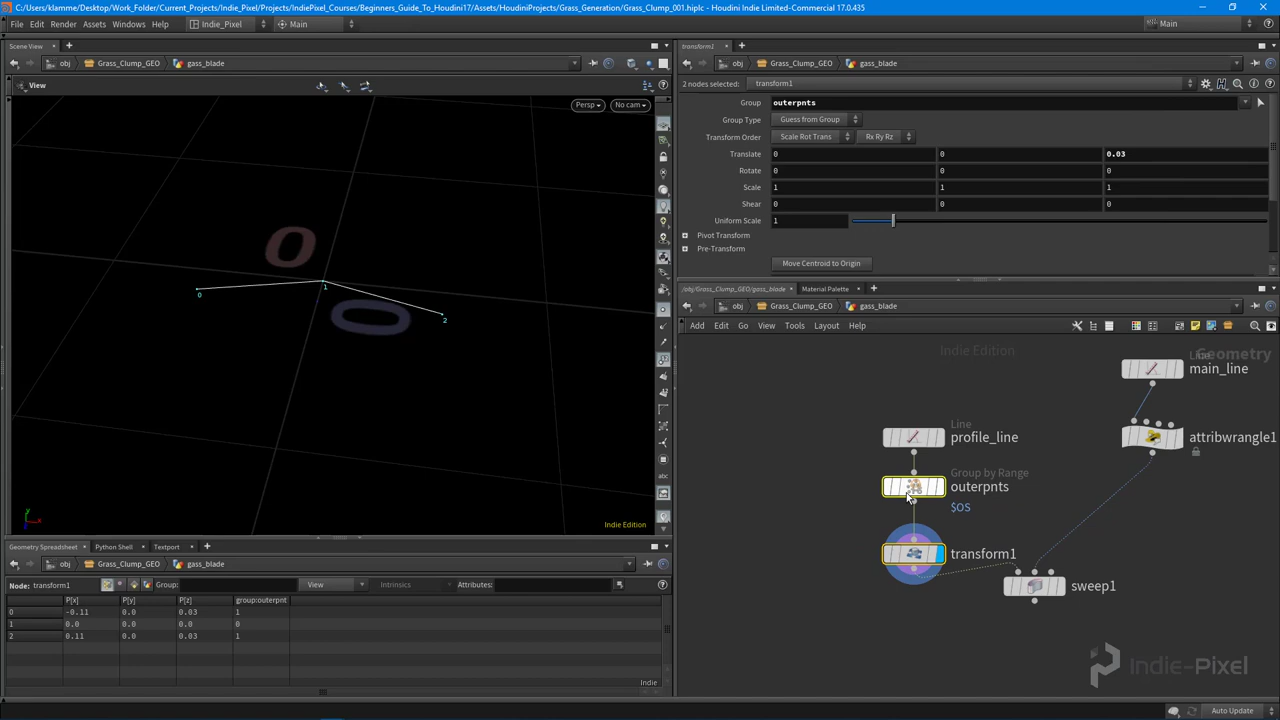 C:/Users/klamme/Desktop/Work_Folder/Current_Projects/Indie_Pixel/Projects/IndiePixel_Courses/Beginners_Guide_To_Houdini17/Assets/HoudiniProjects/Grass_Generation/Grass_Clump_001.hiplc - Houdini Indie Limited-Commercial 17.0.435
File Edit Render Assets Windows Help Indie_Pixel Main Main
Scene View
obj Grass_Clump_GEO gass_blade
View
Persp No cam
0
0
0 1 2
Indie Edition
Geometry Spreadsheet Python Shell Textport
obj Grass_Clump_GEO gass_blade
Node: transform1 Group: View Intrinsics Attributes:
P[x] P[y] P[z] group:outerpnt
0 -0.11 0.0 0.03 1
1 0.0 0.0 0.0 0
2 0.11 0.0 0.03 1
Indie
transform1
obj Grass_Clump_GEO gass_blade
2 nodes selected: transform1
Group outerpnts
Group Type Guess from Group
Transform Order Scale Rot Trans Rx Ry Rz
Translate 0 0 0.03
Rotate 0 0 0
Scale 1 1 1
Shear 0 0 0
Uniform Scale 1
Pivot Transform
Pre-Transform
Move Centroid to Origin
/obj/Grass_Clump_GEO/gass_blade Material Palette
obj Grass_Clump_GEO gass_blade
Add Edit Go View Tools Layout Help
Indie Edition
Geometry
Line
main_line
Line
profile_line
attribwrangle1
Group by Range
outerpnts
$OS
transform1
sweep1
Indie-Pixel
Auto Update